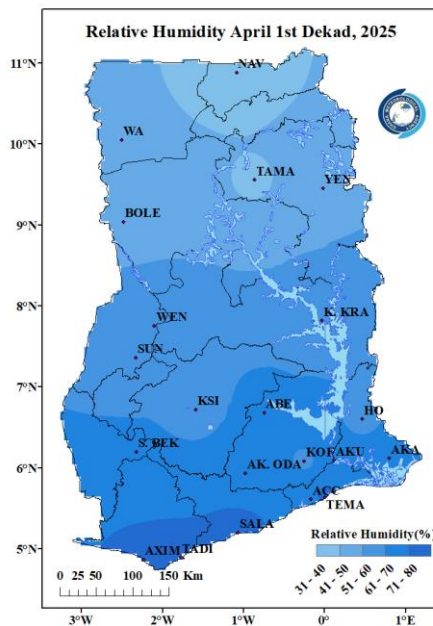 Relative Humidity April 1st Dekad, 2025
11°N
NAV
10°N
WA
TAMA
YEN
9°N
BOLE
8°N
WEN
K. KRA
SUN
7°N
KSI
ABE
HO
S. BEK
KOF
AKU
AKA
6°N
AK. ODA
ACC
TEMA
SALA
5°N
AXIM
TADI
Relative Humidity(%)
31 - 40
41 - 50
51 - 60
61 - 70
71 - 80
0 25 50 100 150 Km
3°W 2°W 1°W 0° 1°E